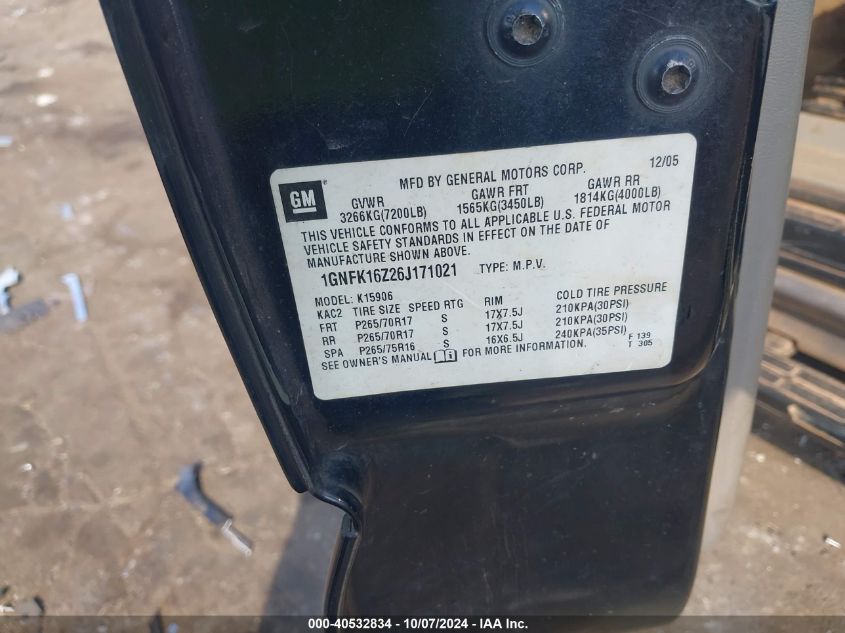 MFD BY GENERAL MOTORS CORP. 12/05
GM
GVWR GAWR FRT GAWR RR
3266KG(7200LB) 1565KG(3450LB) 1814KG(4000LB)
THIS VEHICLE CONFORMS TO ALL APPLICABLE U.S. FEDERAL MOTOR
VEHICLE SAFETY STANDARDS IN EFFECT ON THE DATE OF
MANUFACTURE SHOWN ABOVE.
1GNFK16Z26J171021 TYPE: M.P.V.
MODEL: K15906
KAC2 TIRE SIZE SPEED RTG RIM COLD TIRE PRESSURE
FRT P265/70R17 S 17X7.5J 210KPA(30PSI)
RR P265/70R17 S 17X7.5J 210KPA(30PSI)
SPA P265/75R16 S 16X6.5J 240KPA(35PSI)
F 139
T 305
SEE OWNER'S MANUAL FOR MORE INFORMATION.
000-40532834 - 10/07/2024 - IAA Inc.